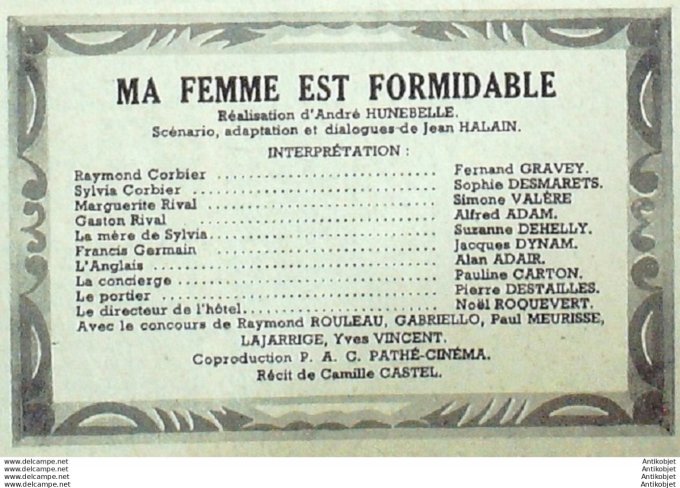 MA FEMME EST FORMIDABLE
Réalisation d'André HUNEBELLE.
Scénario, adaptation et dialogues de Jean HALAIN.
INTERPRÉTATION :
Raymond Corbier .............................. Fernand GRAVEY.
Sylvia Corbier .............................. Sophie DESMARETS.
Marguerite Rival .............................. Simone VALÈRE
Gaston Rival .............................. Alfred ADAM.
La mère de Sylvia .............................. Suzanne DEHELLY.
Francis Germain .............................. Jacques DYNAM.
L'Anglais .............................. Alan ADAIR.
La concierge .............................. Pauline CARTON.
Le portier .............................. Pierre DESTAILLES.
Le directeur de l'hôtel .............................. Noël ROQUEVERT.
Avec le concours de Raymond ROULEAU, GABRIELLO, Paul MEURISSE,
LAJARRIGE, Yves VINCENT.
Coproduction P. A. C. PATHÉ-CINÉMA.
Récit de Camille CASTEL.
www.delcampe.net Antikobjet
www.delcampe.net Antikobjet
www.delcampe.net Antikobjet
www.delcampe.net Antikobjet